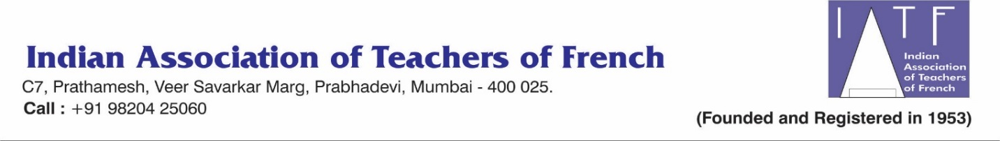 Indian Association of Teachers of French
C7, Prathamesh, Veer Savarkar Marg, Prabhadevi, Mumbai - 400 025.
Call : +91 98204 25060
I A T F
Indian
Association
of Teachers
of French
(Founded and Registered in 1953)